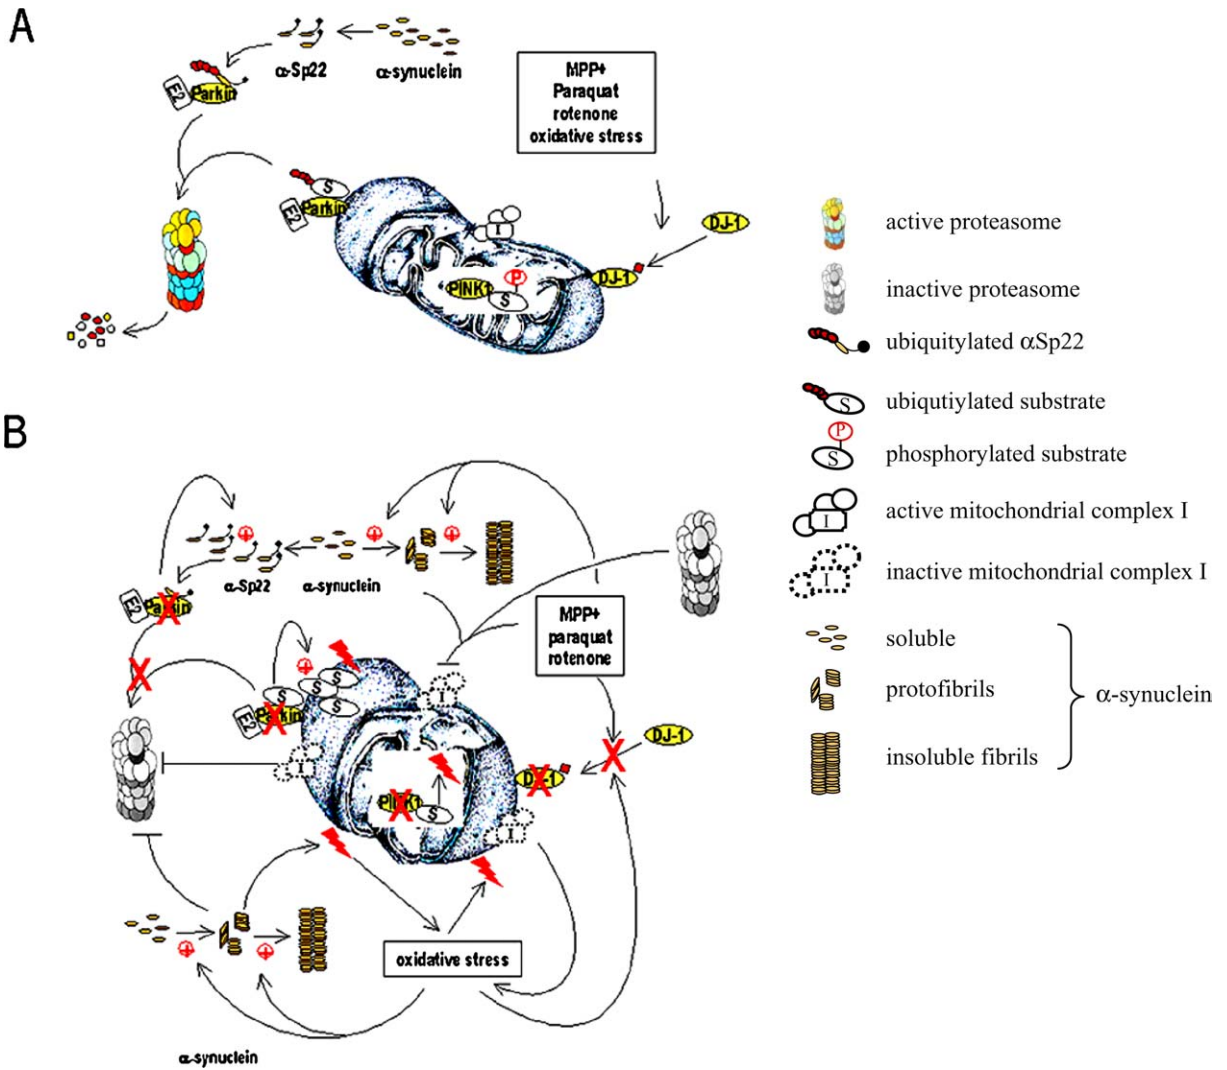 A
α-Sp22
α-synuclein
MPP+
Paraquat
rotenone
oxidative stress
E2
Parkin
S
E2
Parkin
I
DJ-1
DJ-1
P
PINK1
S
active proteasome
inactive proteasome
ubiquitylated αSp22
S
ubiqutiylated substrate
P
S
phosphorylated substrate
I
active mitochondrial complex I
I
inactive mitochondrial complex I
soluble
protofibrils
insoluble fibrils
α-synuclein
B
α-Sp22
α-synuclein
E2
Parkin
X
X
MPP+
paraquat
rotenone
S
S
S
S
E2
Parkin
X
I
I
DJ-1
X
DJ-1
X
PINK1
X
S
I
oxidative stress
α-synuclein